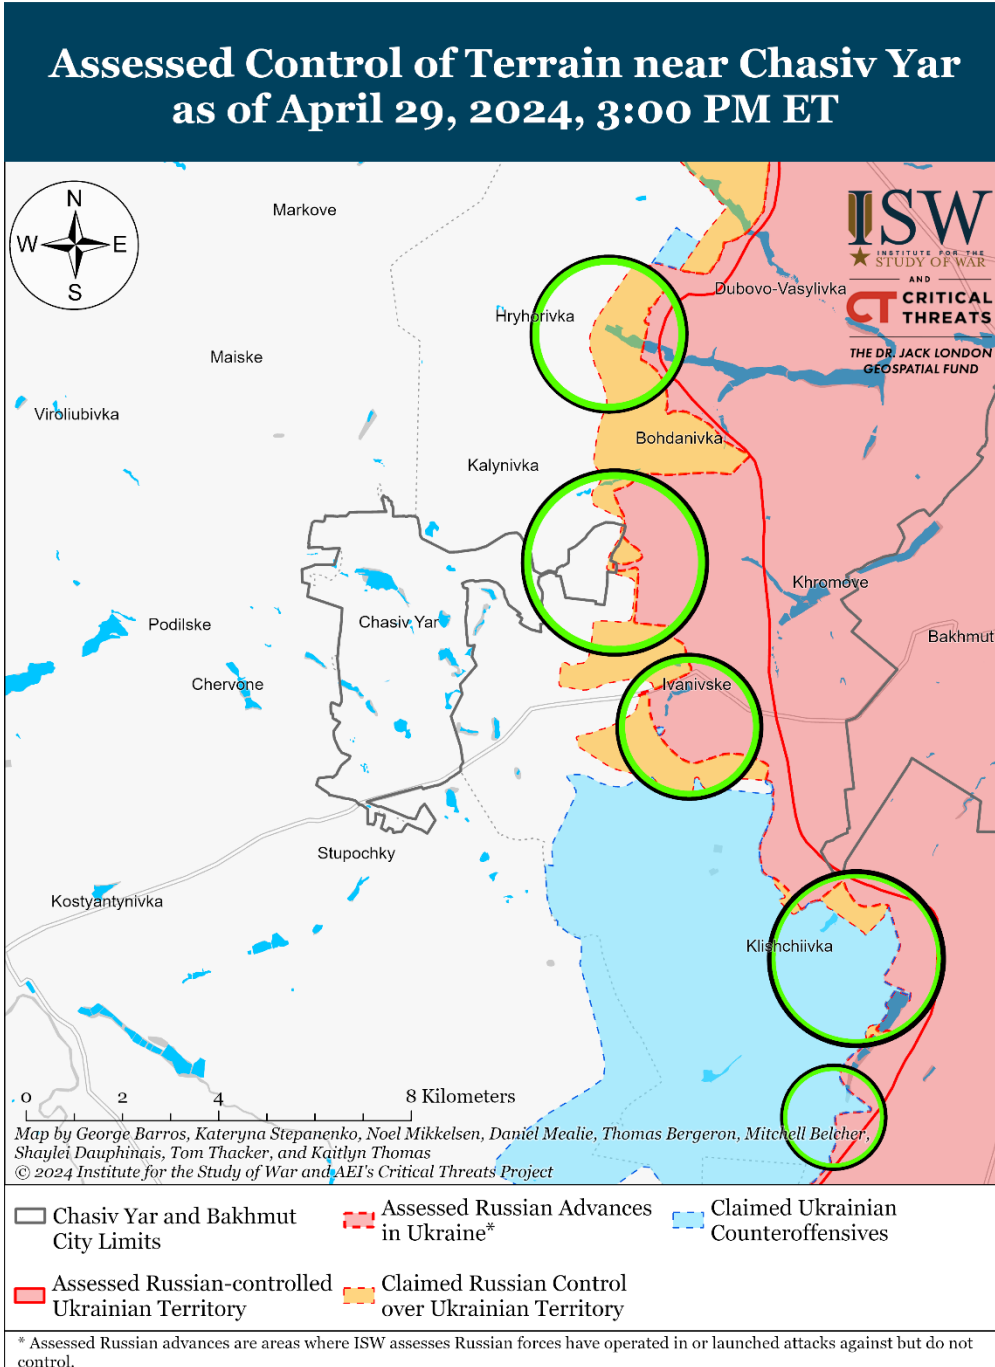 Assessed Control of Terrain near Chasiv Yar
as of April 29, 2024, 3:00 PM ET
N
W
E
S
Markove
ISW
INSTITUTE FOR THE
STUDY OF WAR
AND
CT CRITICAL
THREATS
THE DR. JACK LONDON
GEOSPATIAL FUND
Dubovo-Vasylivka
Hryhorivka
Maiske
Viroliubivka
Bohdanivka
Kalynivka
Khromove
Podilske
Chasiv Yar
Bakhmut
Chervone
Ivanivske
Stupochky
Kostyantynivka
Klishchiivka
0 2 4 8 Kilometers
Map by George Barros, Kateryna Stepanenko, Noel Mikkelsen, Daniel Mealie, Thomas Bergeron, Mitchell Belcher,
Shaylei Dauphinais, Tom Thacker, and Kaitlyn Thomas
© 2024 Institute for the Study of War and AEI's Critical Threats Project
Chasiv Yar and Bakhmut
City Limits
Assessed Russian Advances
in Ukraine*
Claimed Ukrainian
Counteroffensives
Assessed Russian-controlled
Ukrainian Territory
Claimed Russian Control
over Ukrainian Territory
* Assessed Russian advances are areas where ISW assesses Russian forces have operated in or launched attacks against but do not
control.